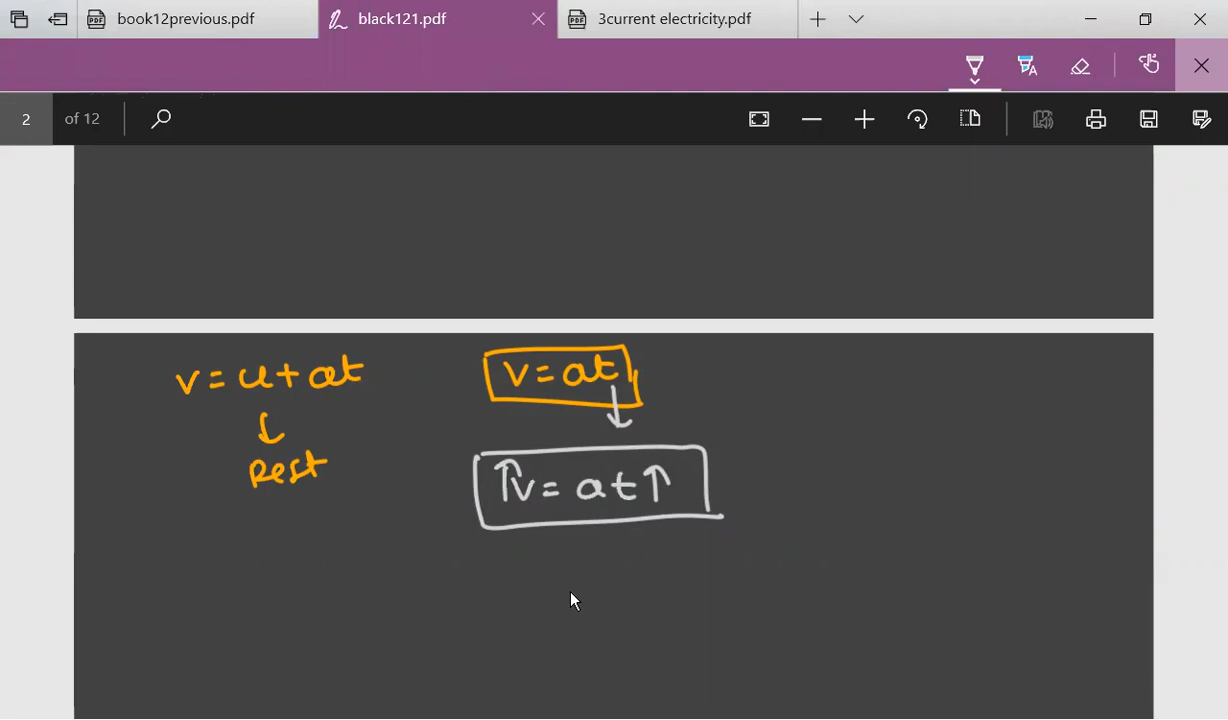 book12previous.pdf
black121.pdf
3current electricity.pdf
2 of 12
v = u + at
v = at
↓
↓
Rest
↑v = at↑